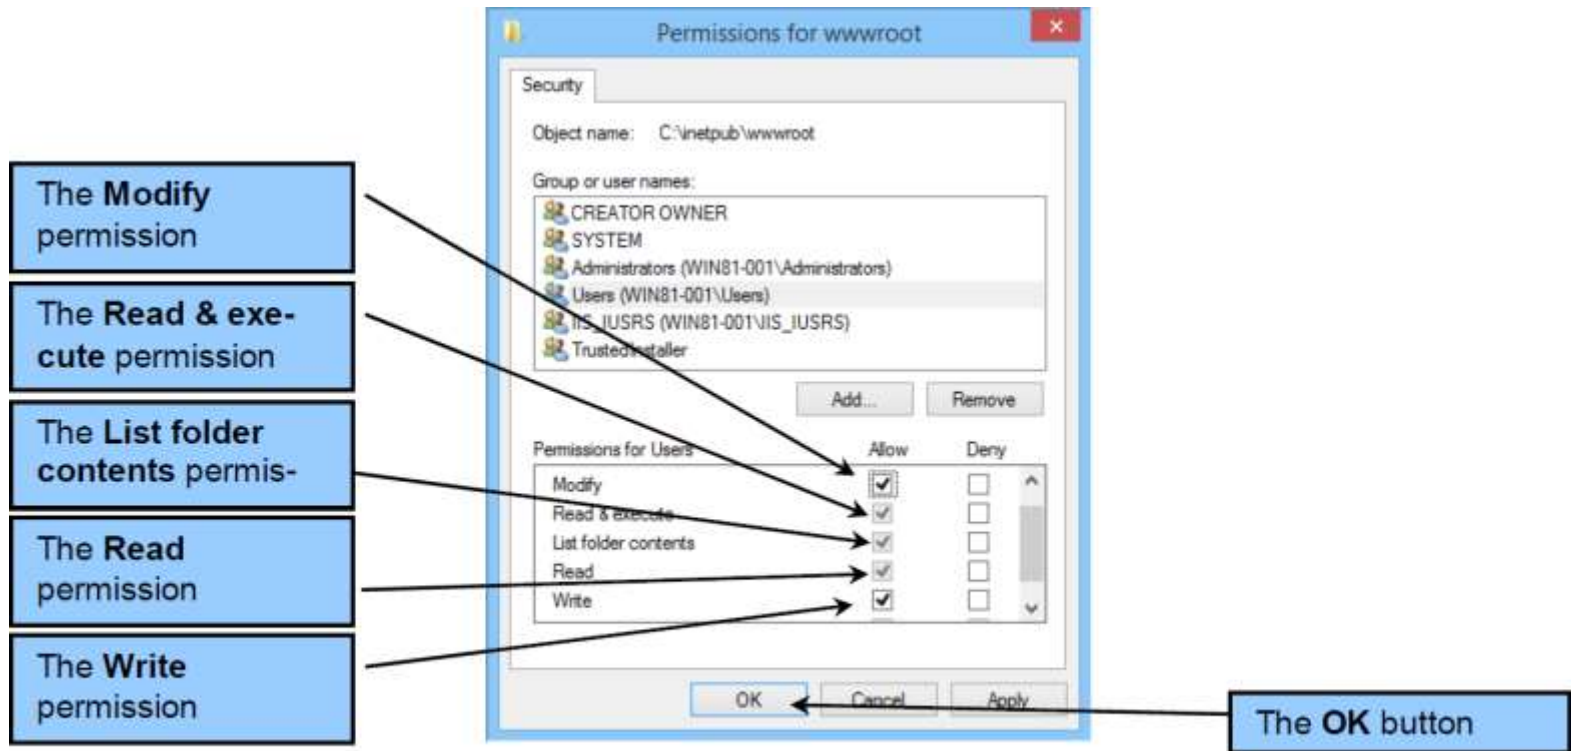 Permissions for wwwroot
Security
Object name: C:\inetpub\wwwroot
Group or user names:
CREATOR OWNER
SYSTEM
Administrators (WIN81-001\Administrators)
Users (WIN81-001\Users)
IIS_IUSRS (WIN81-001\IIS_IUSRS)
TrustedInstaller
Add... Remove
Permissions for Users Allow Deny
Modify
Read & execute
List folder contents
Read
Write
OK Cancel Apply
The Modify
permission
The Read & exe-
cute permission
The List folder
contents permis-
The Read
permission
The Write
permission
The OK button